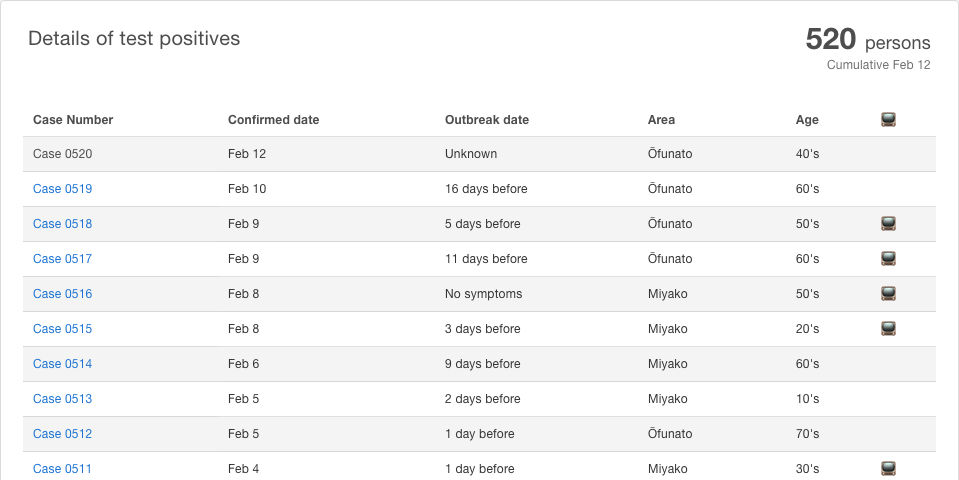 Details of test positives
520 persons
Cumulative Feb 12
Case Number Confirmed date Outbreak date Area Age
Case 0520 Feb 12 Unknown Ōfunato 40's
Case 0519 Feb 10 16 days before Ōfunato 60's
Case 0518 Feb 9 5 days before Ōfunato 50's
Case 0517 Feb 9 11 days before Ōfunato 60's
Case 0516 Feb 8 No symptoms Miyako 50's
Case 0515 Feb 8 3 days before Miyako 20's
Case 0514 Feb 6 9 days before Miyako 60's
Case 0513 Feb 5 2 days before Miyako 10's
Case 0512 Feb 5 1 day before Ōfunato 70's
Case 0511 Feb 4 1 day before Miyako 30's